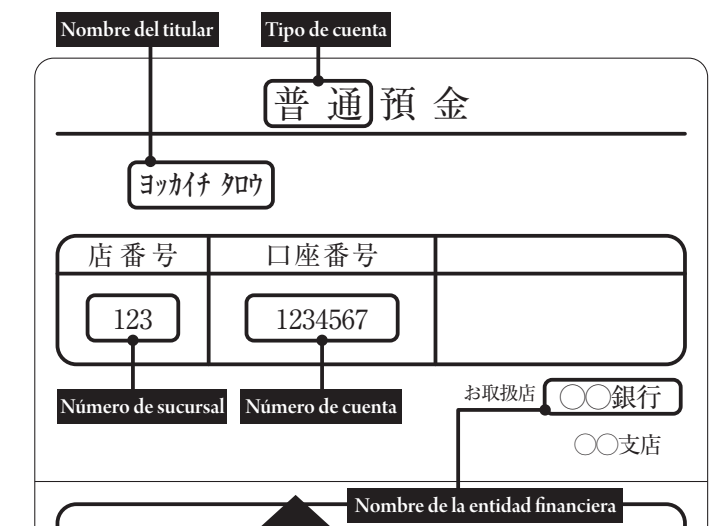 Nombre del titular
Tipo de cuenta
普通預金
ﾖｯｶｲﾁ ﾀﾛｳ
店番号
口座番号
123
1234567
Número de sucursal
Número de cuenta
お取扱店
○○銀行
○○支店
Nombre de la entidad financiera